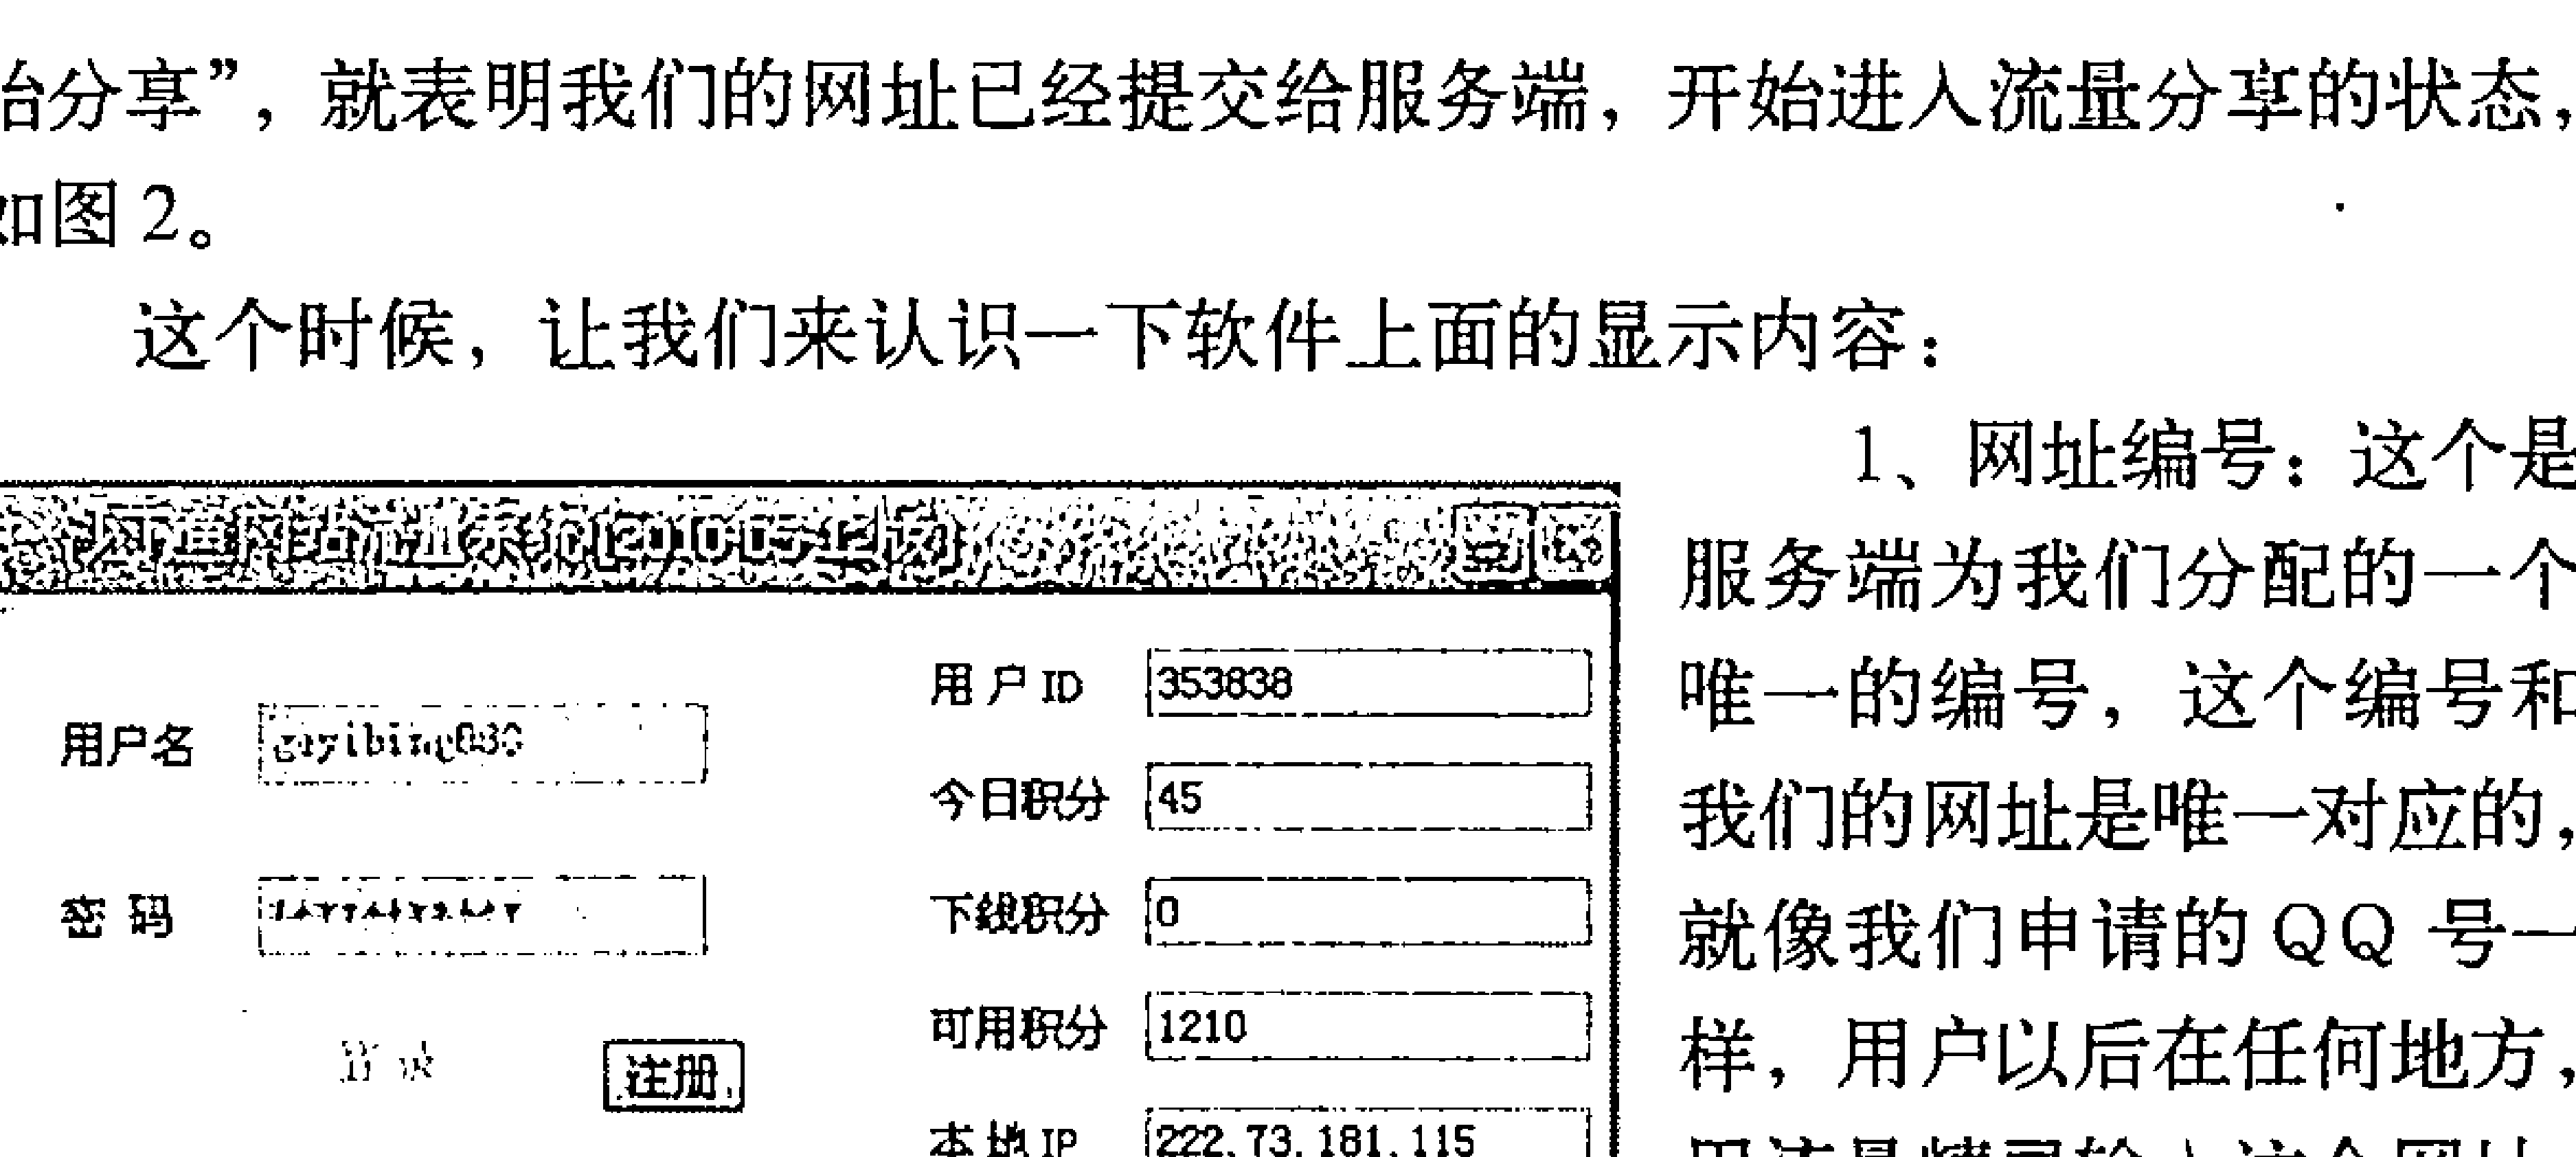 始分享”，就表明我们的网址已经提交给服务端，开始进入流量分享的状态，
如图 2。
这个时候，让我们来认识一下软件上面的显示内容：
1、网址编号：这个是
服务端为我们分配的一个
唯一的编号，这个编号和
我们的网址是唯一对应的，
就像我们申请的 QQ 号一
样，用户以后在任何地方，
用户名
密 码
注册
用 户 ID 353838
今日积分 45
下线积分 0
可用积分 1210
本 地 IP 222.73.181.115